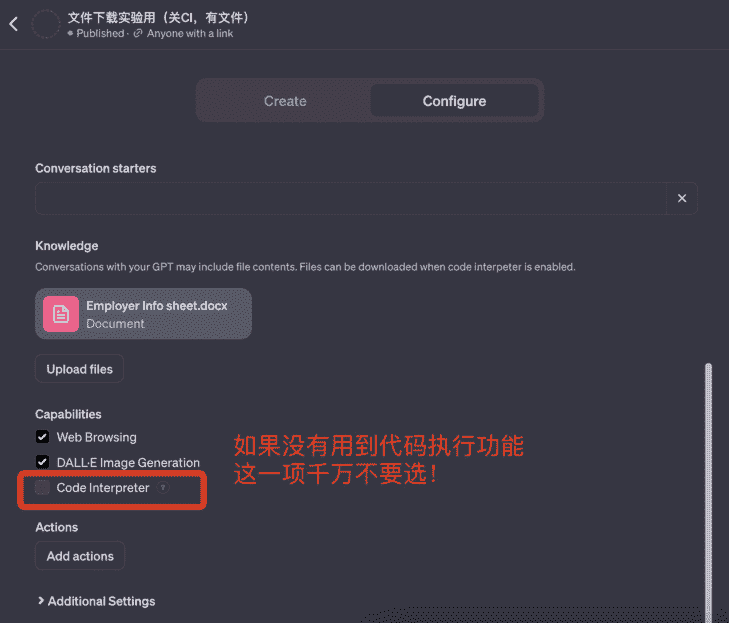 文件下载实验用（关CI，有文件）
Published · Anyone with a link
Create
Configure
Conversation starters
Knowledge
Conversations with your GPT may include file contents. Files can be downloaded when code interpeter is enabled.
Employer Info sheet.docx
Document
Upload files
Capabilities
Web Browsing
如果没有用到代码执行功能
DALL·E Image Generation
这一项千万不要选！
Code Interpreter ?
Actions
Add actions
Additional Settings